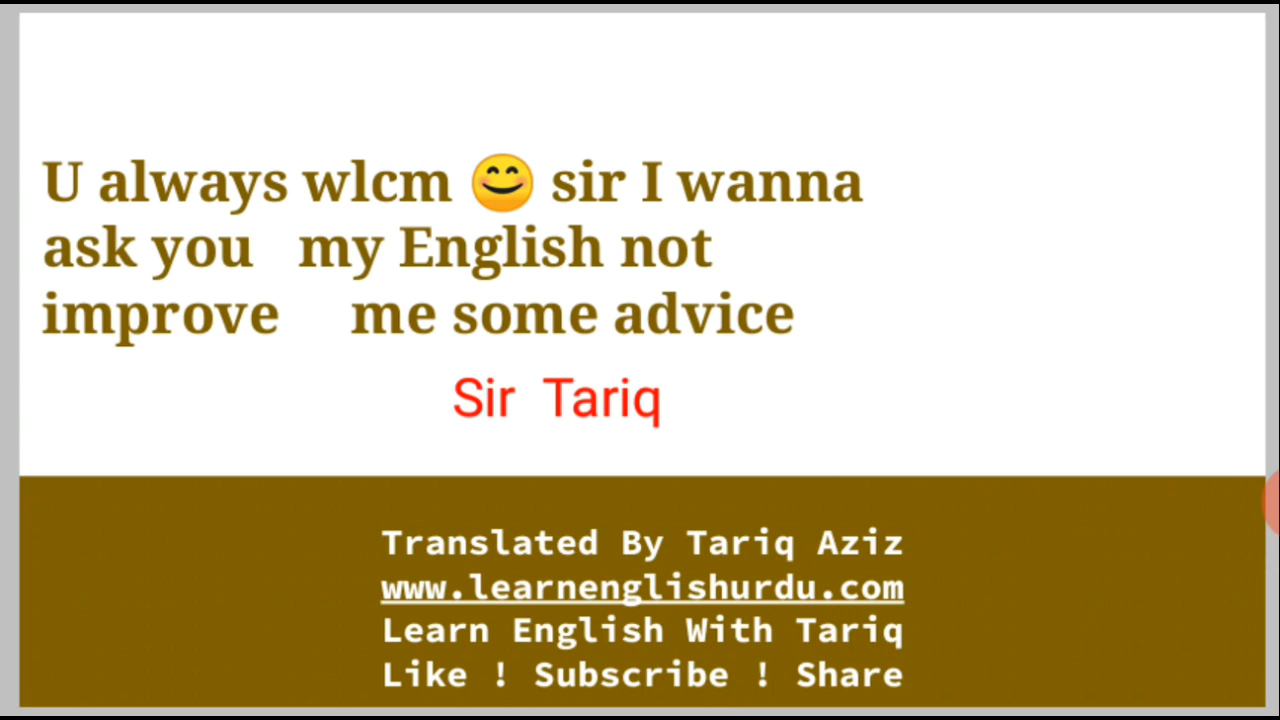 U always wlcm 😊 sir I wanna
ask you my English not
improve me some advice
Sir Tariq
Translated By Tariq Aziz
www.learnenglishurdu.com
Learn English With Tariq
Like ! Subscribe ! Share